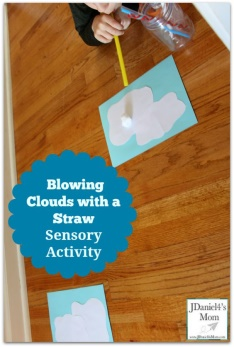 Blowing
Clouds with a
Straw
Sensory
Activity
JDaniel4's
Mom